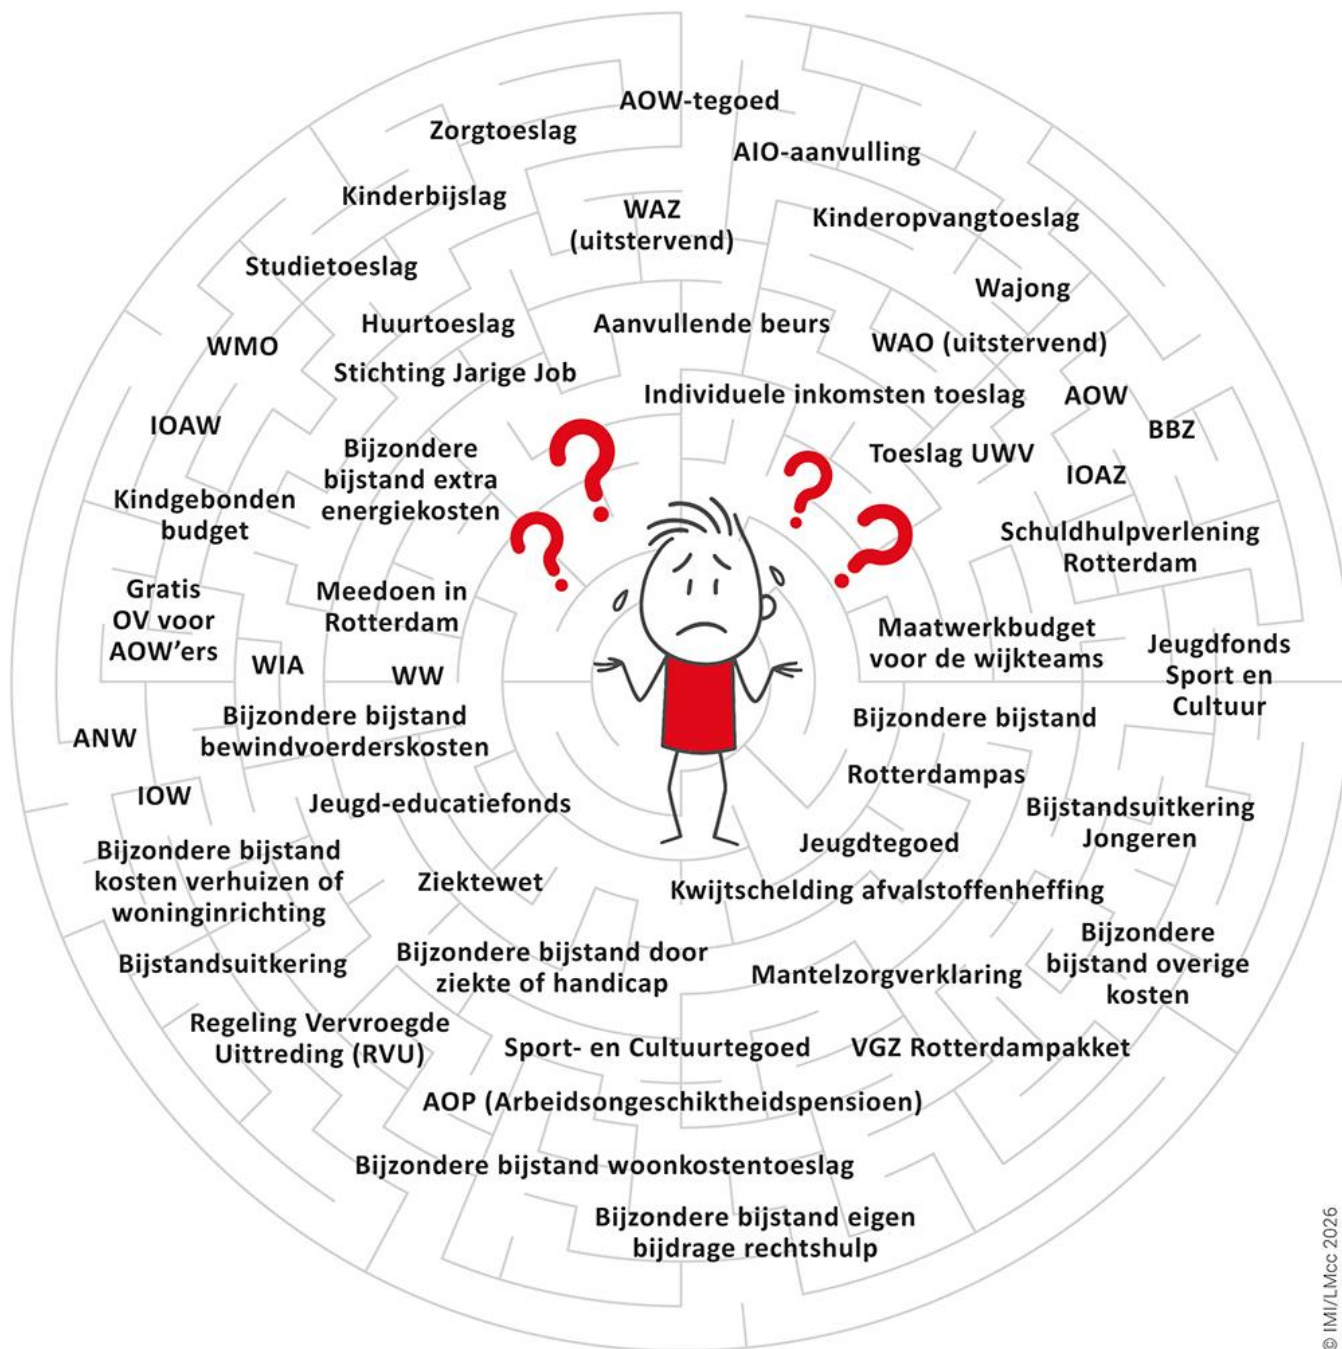 AOW-tegoed
Zorgtoeslag
AIO-aanvulling
Kinderbijslag
WAZ
(uitstervend)
Kinderopvangtoeslag
Studietoeslag
Wajong
Huurtoeslag
Aanvullende beurs
WAO (uitstervend)
WMO
Stichting Jarige Job
Individuele inkomsten toeslag
AOW
IOAW
BBZ
Bijzondere
bijstand extra
energiekosten
Toeslag UWV
IOAZ
Kindgebonden
budget
Schuldhulpverlening
Rotterdam
Gratis
OV voor
AOW'ers
Meedoen in
Rotterdam
Maatwerkbudget
voor de wijkteams
Jeugdfonds
Sport en
Cultuur
WIA
WW
Bijzondere bijstand
bewindvoerderskosten
Bijzondere bijstand
ANW
Rotterdampas
IOW
Jeugd-educatiefonds
Bijstandsuitkering
Jongeren
Bijzondere bijstand
kosten verhuizen of
woninginrichting
Jeugdtegoed
Ziektewet
Kwijtschelding afvalstoffenheffing
Bijzondere
bijstand overige
kosten
Bijstandsuitkering
Bijzondere bijstand door
ziekte of handicap
Mantelzorgverklaring
Regeling Vervroegde
Uittreding (RVU)
Sport- en Cultuurtegoed
VGZ Rotterdampakket
AOP (Arbeidsongeschiktheidspensioen)
Bijzondere bijstand woonkostentoeslag
Bijzondere bijstand eigen
bijdrage rechtshulp
© IMI/LMcc 2026